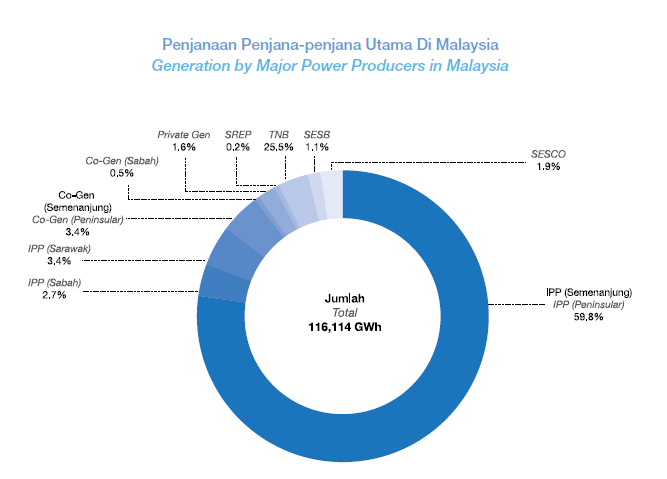 Penjanaan Penjana-penjana Utama Di Malaysia
Generation by Major Power Producers in Malaysia
Private Gen
1.6%
SREP
0.2%
TNB
25.5%
SESB
1.1%
SESCO
1.9%
Co-Gen (Sabah)
0.5%
Co-Gen
(Semenanjung)
Co-Gen (Peninsular)
3.4%
IPP (Sarawak)
3.4%
IPP (Sabah)
2.7%
IPP (Semenanjung)
IPP (Peninsular)
59.8%
Jumlah
Total
116,114 GWh